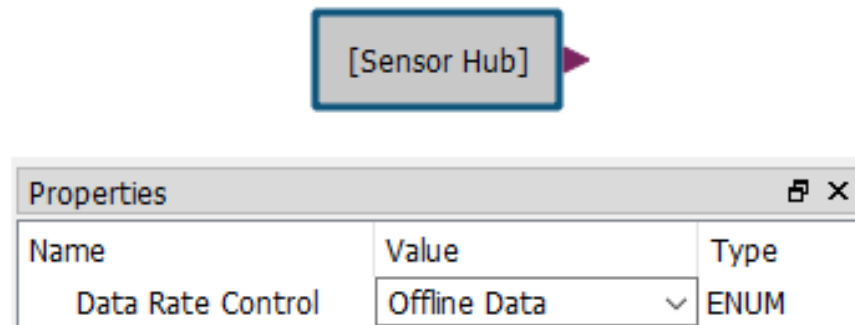 [Sensor Hub]
Properties
Name Value Type
Data Rate Control Offline Data ENUM